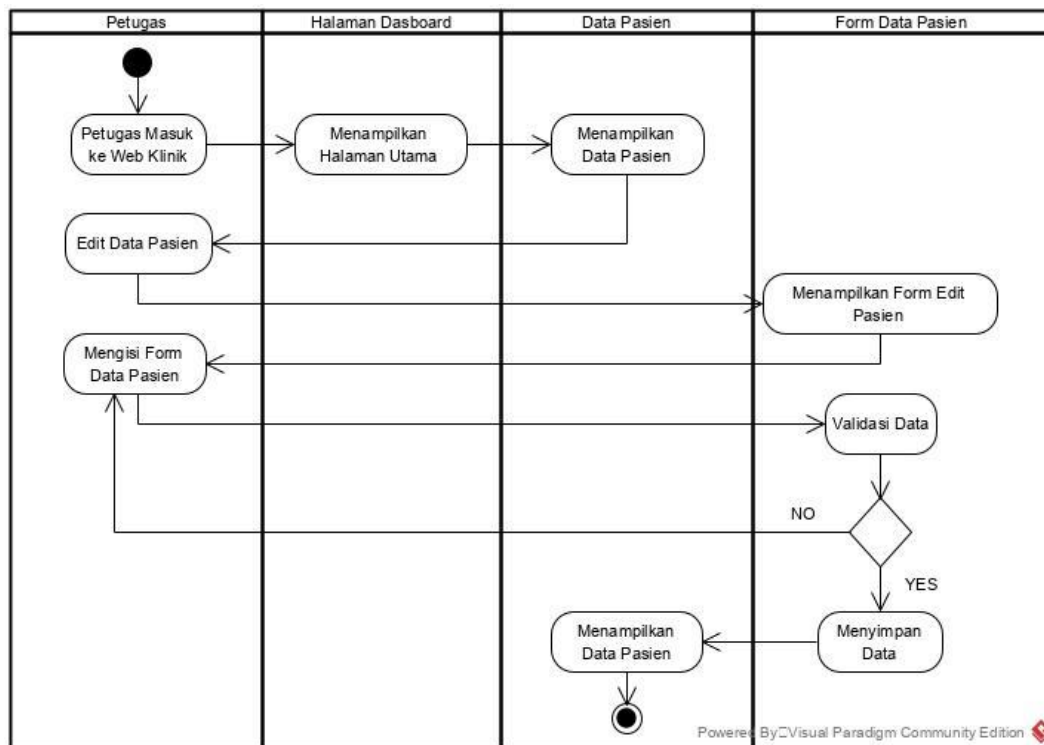 Petugas
Halaman Dasboard
Data Pasien
Form Data Pasien
Petugas Masuk
ke Web Klinik
Menampilkan
Halaman Utama
Menampilkan
Data Pasien
Edit Data Pasien
Menampilkan Form Edit
Pasien
Mengisi Form
Data Pasien
Validasi Data
NO
YES
Menampilkan
Data Pasien
Menyimpan
Data
Powered By□Visual Paradigm Community Edition